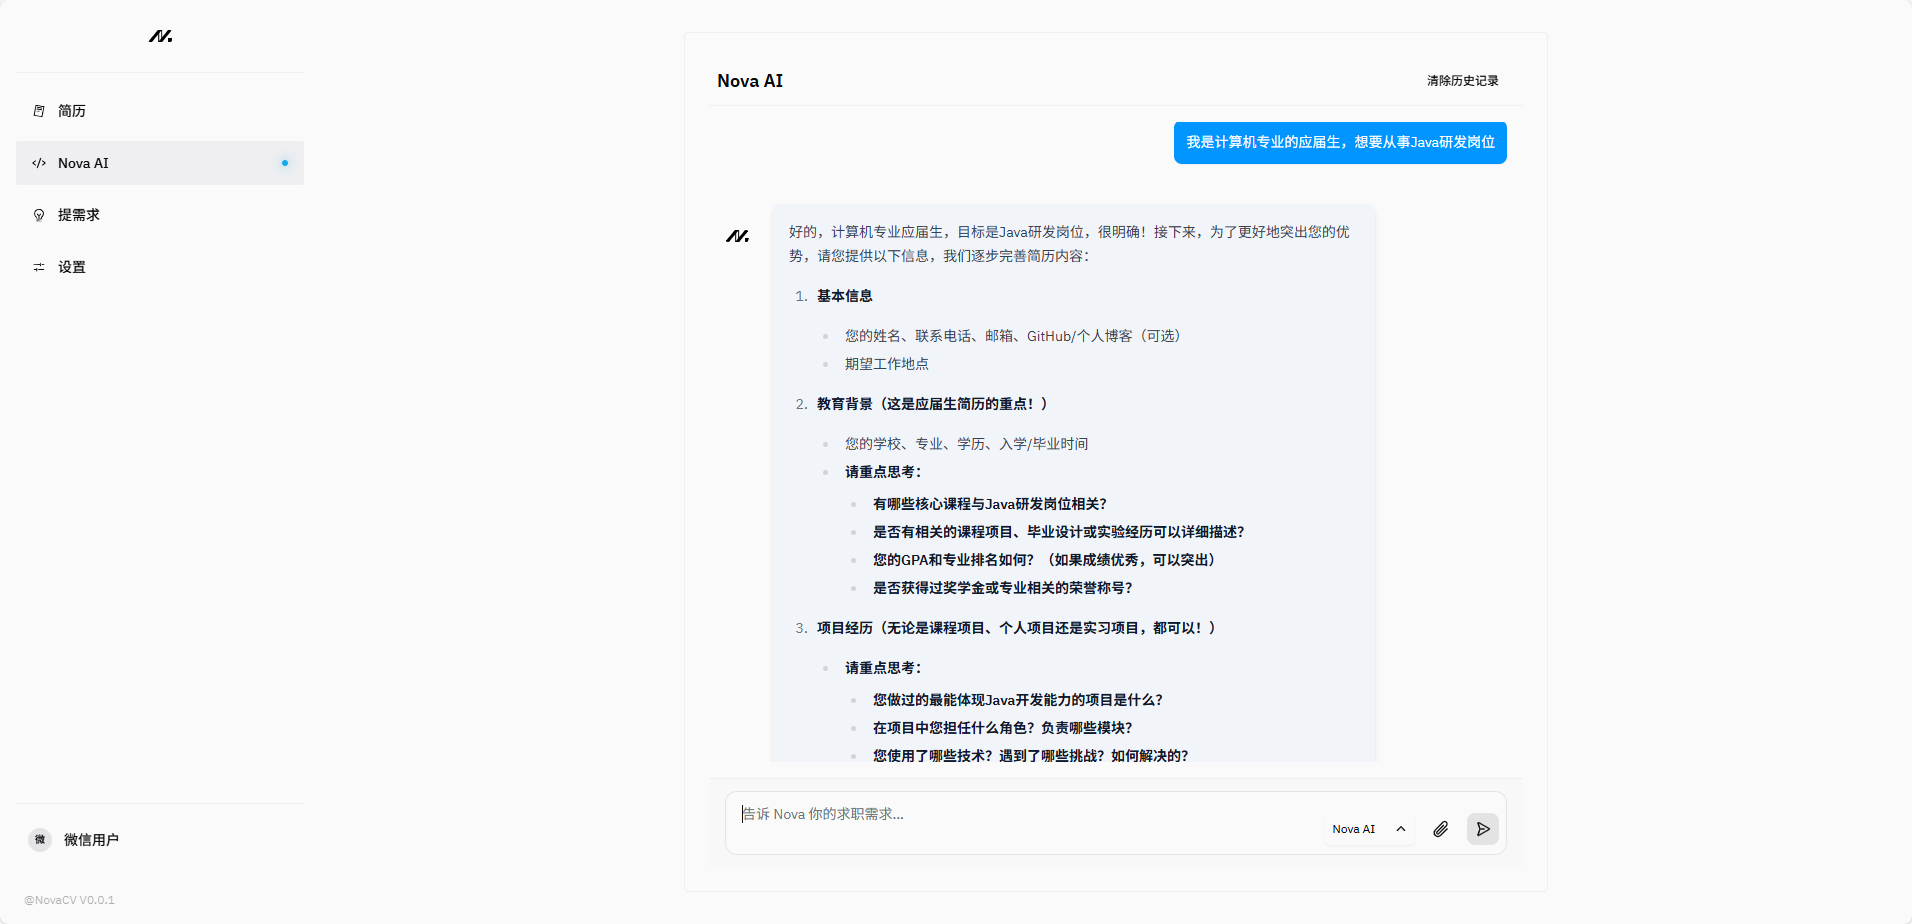 简历
Nova AI
提需求
设置
微
微信用户
@NovaCV V0.0.1
Nova AI
清除历史记录
我是计算机专业的应届生，想要从事Java研发岗位
好的，计算机专业应届生，目标是Java研发岗位，很明确！接下来，为了更好地突出您的优
势，请您提供以下信息，我们逐步完善简历内容：
1. 基本信息
您的姓名、联系电话、邮箱、GitHub/个人博客（可选）
期望工作地点
2. 教育背景（这是应届生简历的重点！）
您的学校、专业、学历、入学/毕业时间
请重点思考：
有哪些核心课程与Java研发岗位相关？
是否有相关的课程项目、毕业设计或实验经历可以详细描述？
您的GPA和专业排名如何？（如果成绩优秀，可以突出）
是否获得过奖学金或专业相关的荣誉称号？
3. 项目经历（无论是课程项目、个人项目还是实习项目，都可以！）
请重点思考：
您做过的最能体现Java开发能力的项目是什么？
在项目中您担任什么角色？负责哪些模块？
您使用了哪些技术？遇到了哪些挑战？如何解决的？
告诉 Nova 你的求职需求...
Nova AI